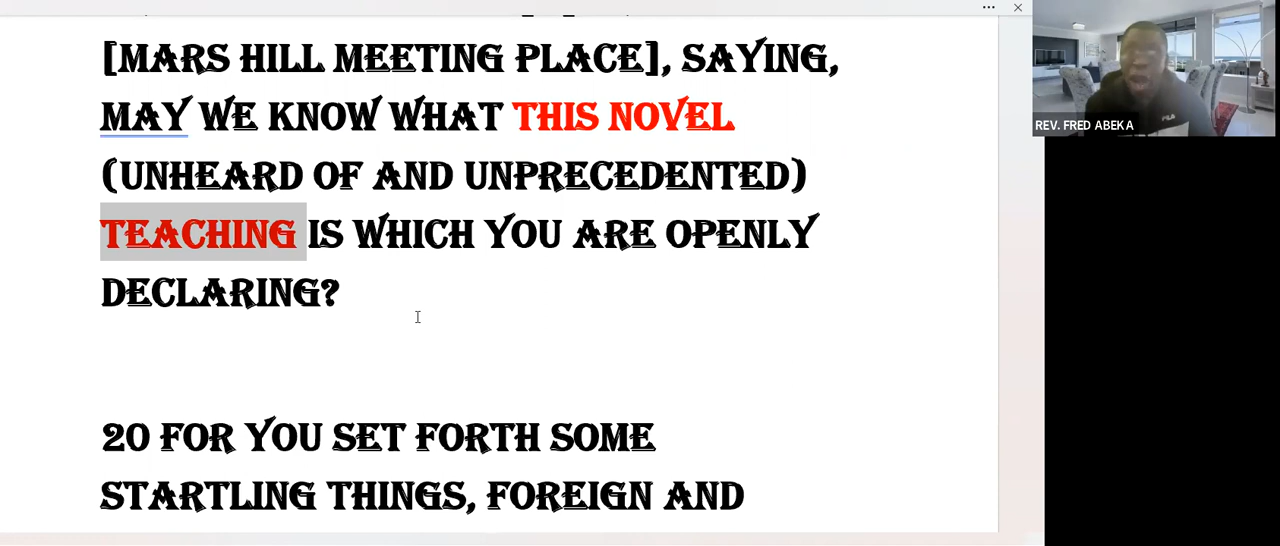 [MARS HILL MEETING PLACE], SAYING,
MAY WE KNOW WHAT THIS NOVEL
(UNHEARD OF AND UNPRECEDENTED)
TEACHING IS WHICH YOU ARE OPENLY
DECLARING?
20 FOR YOU SET FORTH SOME
STARTLING THINGS, FOREIGN AND
REV. FRED ABEKA
FILA